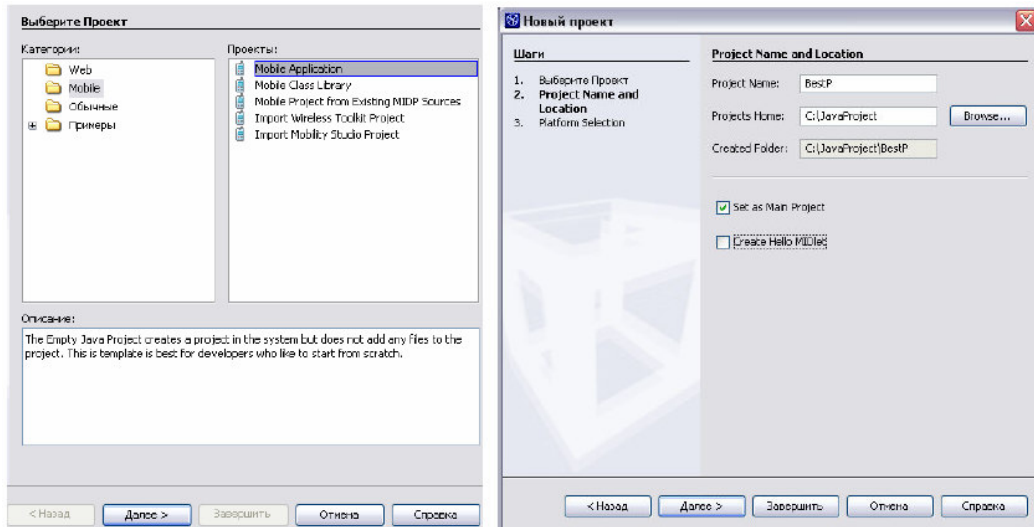 Выберите Проект
Категории:
Web
Mobile
Обычные
Примеры
Проекты:
Mobile Application
Mobile Class Library
Mobile Project from Existing MIDP Sources
Import Wireless Toolkit Project
Import Mobility Studio Project
Описание:
The Empty Java Project creates a project in the system but does not add any files to the
project. This is template is best for developers who like to start from scratch.
< Назад
Далее >
Завершить
Отмена
Справка
Новый проект
Шаги
1. Выберите Проект
2. Project Name and
Location
3. Platform Selection
Project Name and Location
Project Name: BestP
Projects Home: C:\JavaProject Browse...
Created Folder: C:\JavaProject\BestP
Set as Main Project
Create Hello MIDlet
< Назад
Далее >
Завершить
Отмена
Справка